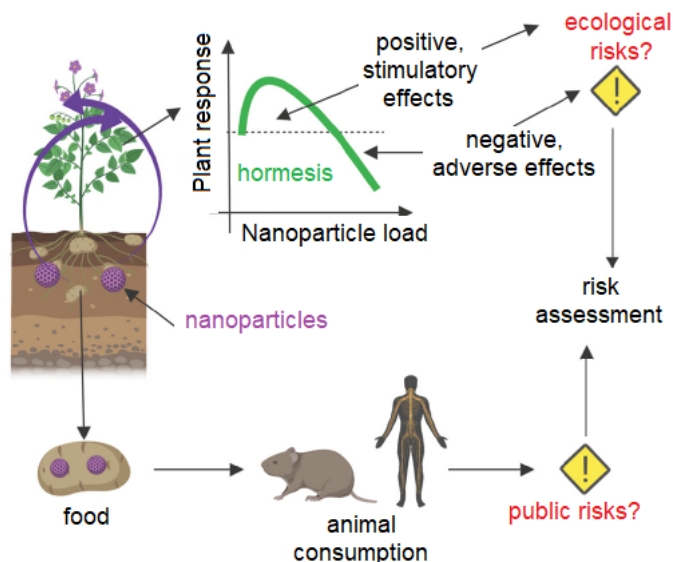 positive,
stimulatory
effects
ecological
risks?
!
Plant response
hormesis
negative,
adverse effects
Nanoparticle load
nanoparticles
risk
assessment
food
animal
consumption
!
public risks?